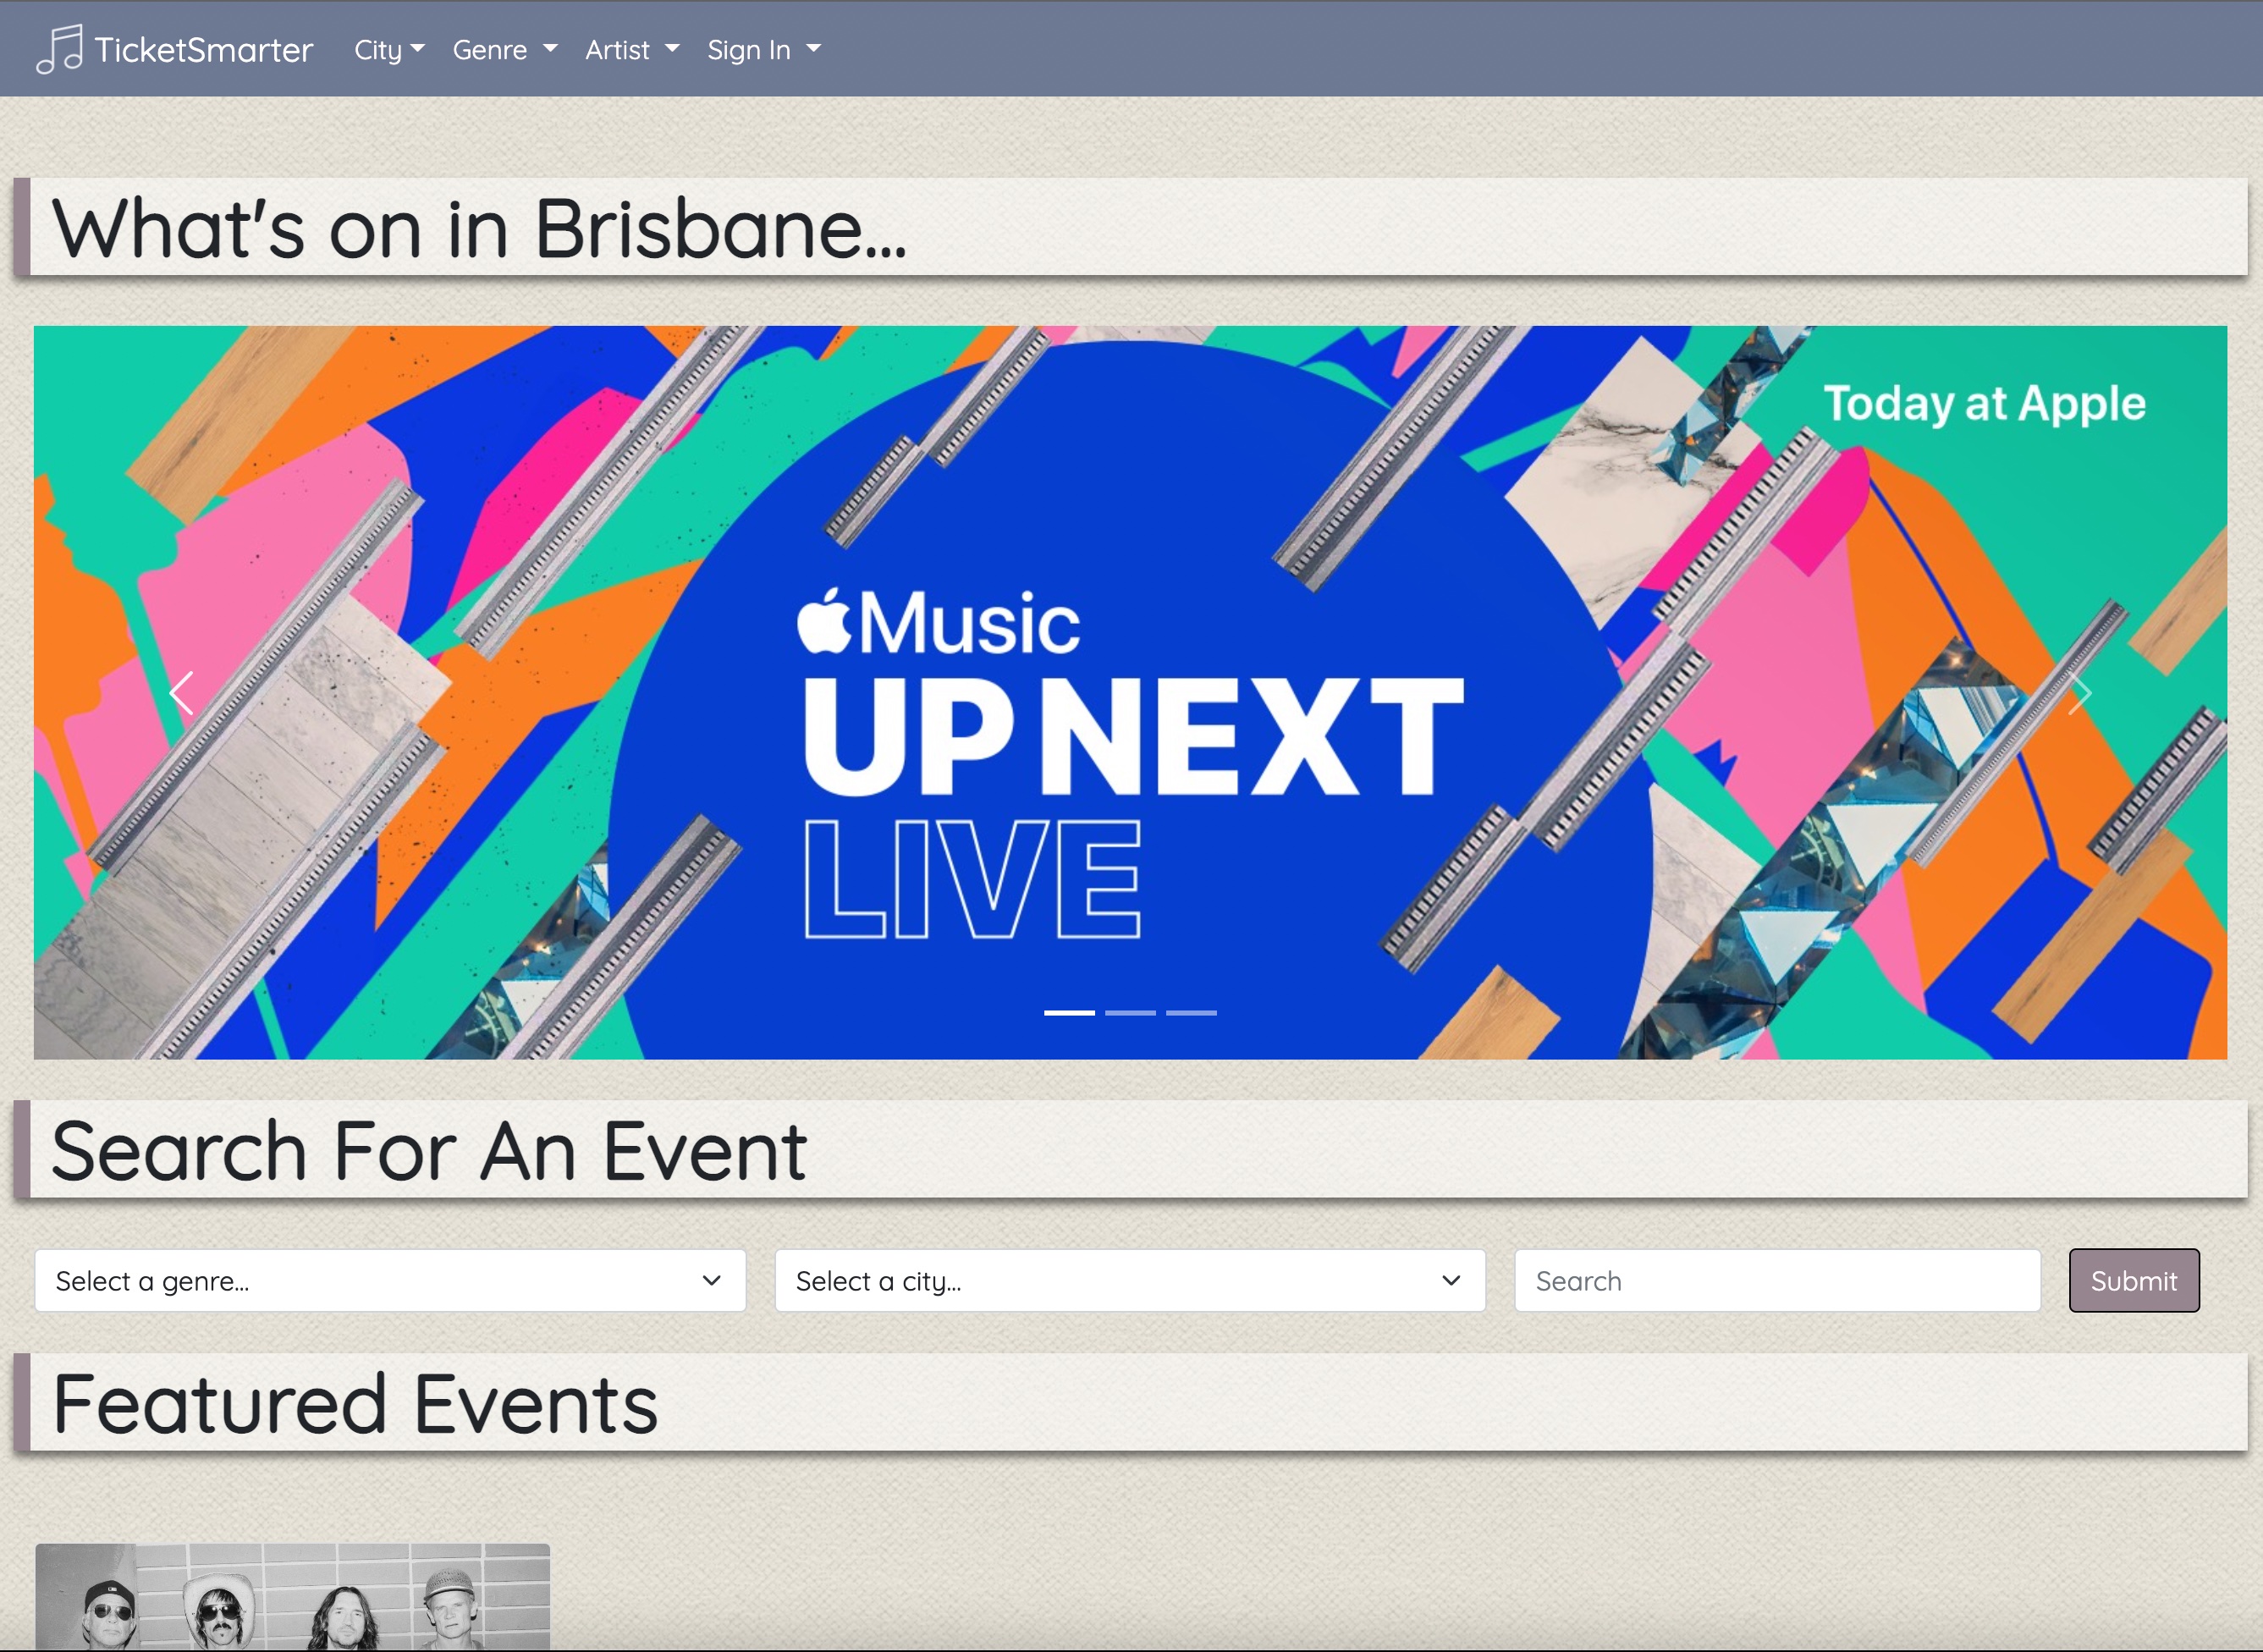 TicketSmarter City Genre Artist Sign In
What's on in Brisbane...
Today at Apple
Music
UP NEXT
LIVE
Search For An Event
Select a genre... Select a city... Search Submit
Featured Events